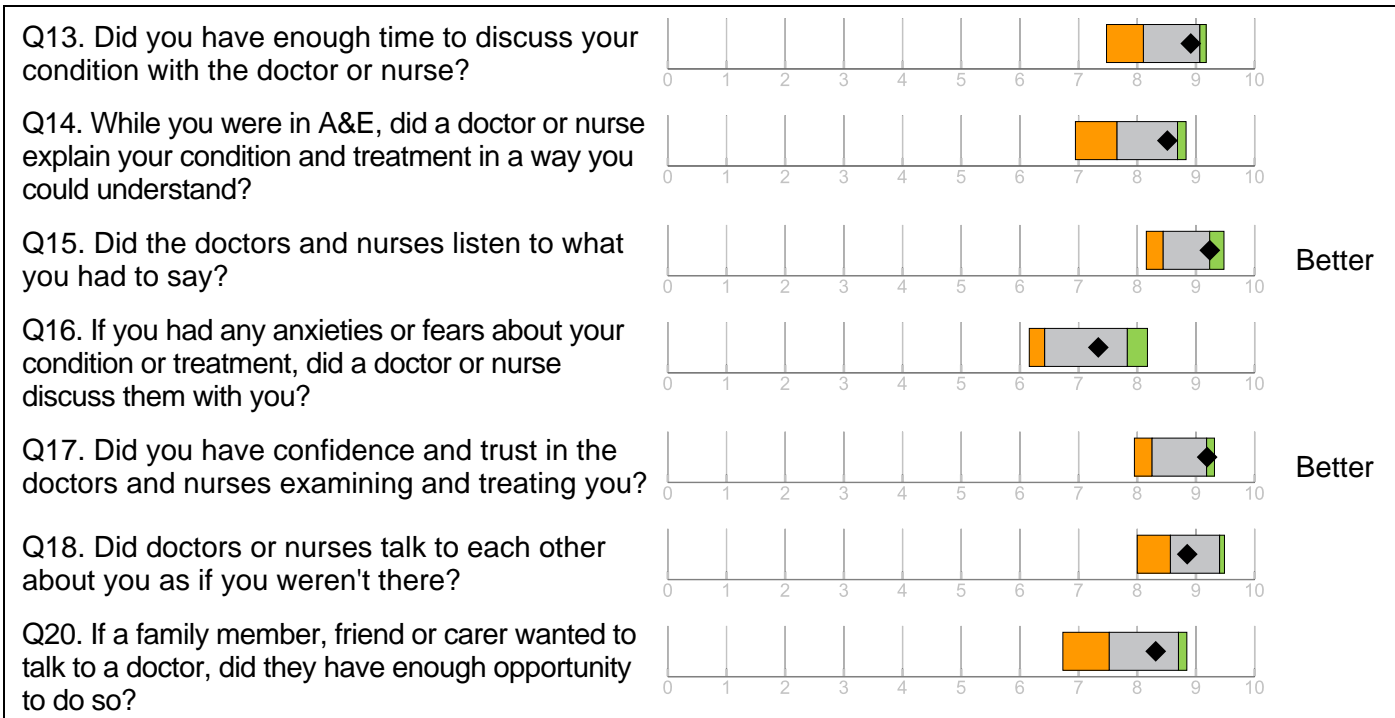 Q13. Did you have enough time to discuss your
condition with the doctor or nurse?
0 1 2 3 4 5 6 7 8 9 10
Q14. While you were in A&E, did a doctor or nurse
explain your condition and treatment in a way you
could understand?
0 1 2 3 4 5 6 7 8 9 10
Q15. Did the doctors and nurses listen to what
you had to say?
Better
0 1 2 3 4 5 6 7 8 9 10
Q16. If you had any anxieties or fears about your
condition or treatment, did a doctor or nurse
discuss them with you?
0 1 2 3 4 5 6 7 8 9 10
Q17. Did you have confidence and trust in the
doctors and nurses examining and treating you?
Better
0 1 2 3 4 5 6 7 8 9 10
Q18. Did doctors or nurses talk to each other
about you as if you weren't there?
0 1 2 3 4 5 6 7 8 9 10
Q20. If a family member, friend or carer wanted to
talk to a doctor, did they have enough opportunity
to do so?
0 1 2 3 4 5 6 7 8 9 10